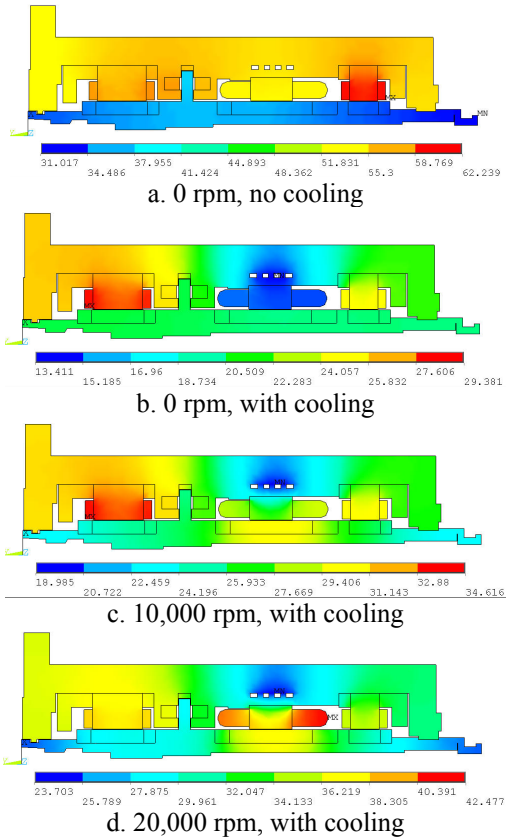 MX
MN
31.017 37.955 44.893 51.831 58.769
34.486 41.424 48.362 55.3 62.239
a. 0 rpm, no cooling
MX
13.411 16.96 20.509 24.057 27.606
15.185 18.734 22.283 25.832 29.381
b. 0 rpm, with cooling
MX
18.985 22.459 25.933 29.406 32.88
20.722 24.196 27.669 31.143 34.616
c. 10,000 rpm, with cooling
MX
23.703 27.875 32.047 36.219 40.391
25.789 29.961 34.133 38.305 42.477
d. 20,000 rpm, with cooling